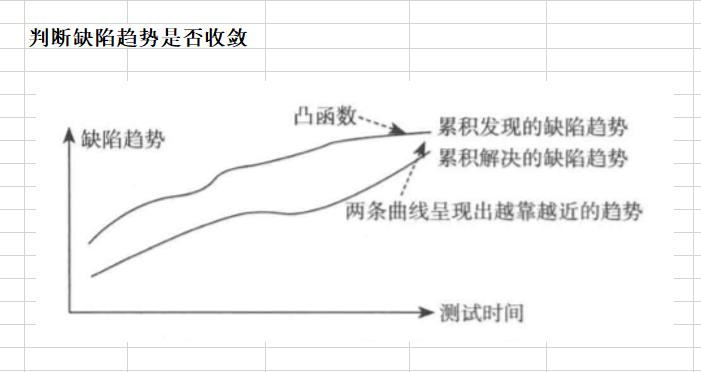 判断缺陷趋势是否收敛
凸函数
缺陷趋势
累积发现的缺陷趋势
累积解决的缺陷趋势
两条曲线呈现出越靠越近的趋势
测试时间